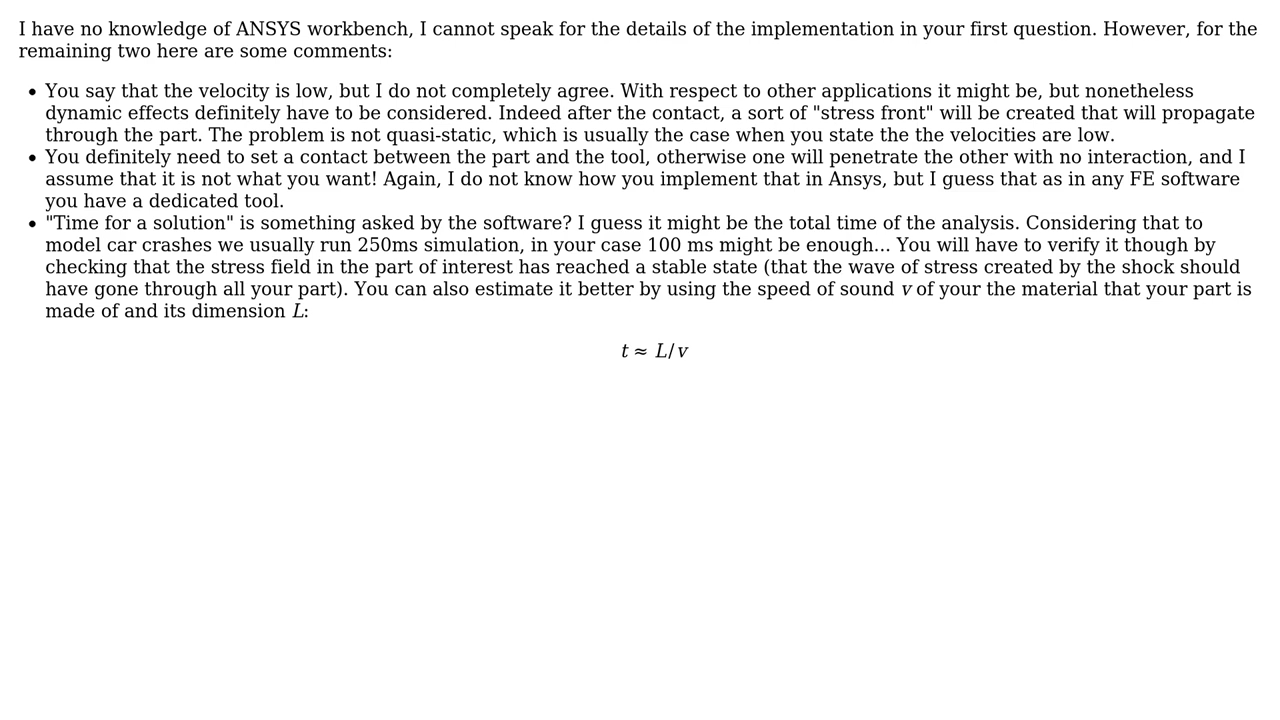 I have no knowledge of ANSYS workbench, I cannot speak for the details of the implementation in your first question. However, for the
remaining two here are some comments:
• You say that the velocity is low, but I do not completely agree. With respect to other applications it might be, but nonetheless
dynamic effects definitely have to be considered. Indeed after the contact, a sort of "stress front" will be created that will propagate
through the part. The problem is not quasi-static, which is usually the case when you state the the velocities are low.
• You definitely need to set a contact between the part and the tool, otherwise one will penetrate the other with no interaction, and I
assume that it is not what you want! Again, I do not know how you implement that in Ansys, but I guess that as in any FE software
you have a dedicated tool.
• "Time for a solution" is something asked by the software? I guess it might be the total time of the analysis. Considering that to
model car crashes we usually run 250ms simulation, in your case 100 ms might be enough... You will have to verify it though by
checking that the stress field in the part of interest has reached a stable state (that the wave of stress created by the shock should
have gone through all your part). You can also estimate it better by using the speed of sound v of your the material that your part is
made of and its dimension L:
t ≈ L/v